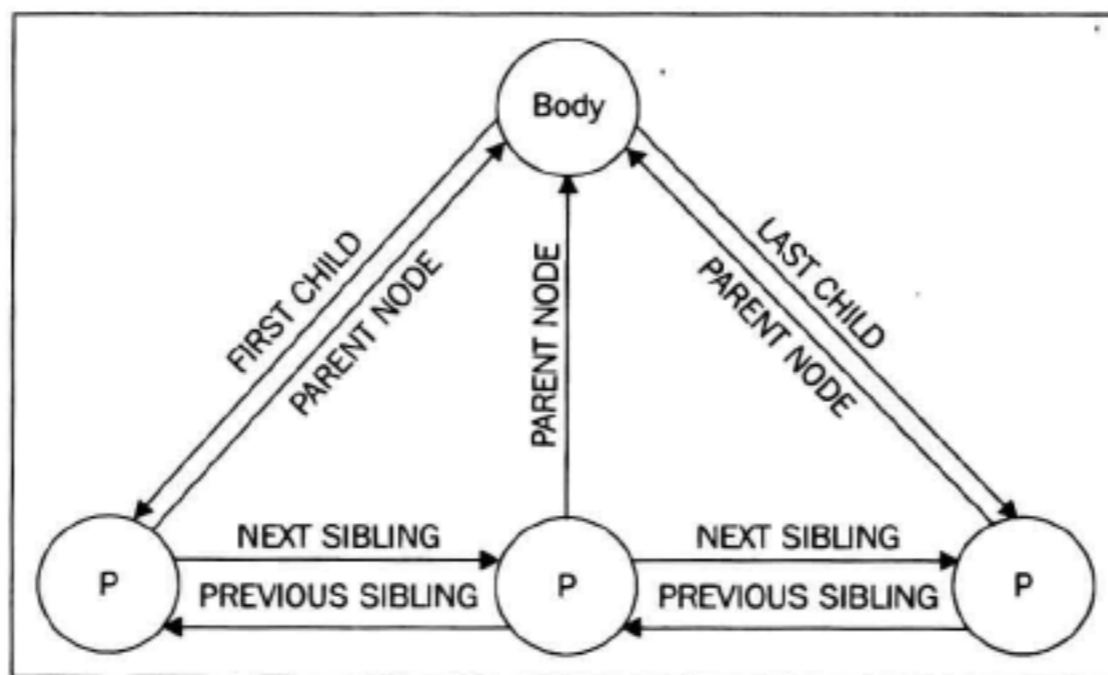 Body
FIRST CHILD
PARENT NODE
PARENT NODE
LAST CHILD
PARENT NODE
NEXT SIBLING
NEXT SIBLING
P
P
P
PREVIOUS SIBLING
PREVIOUS SIBLING